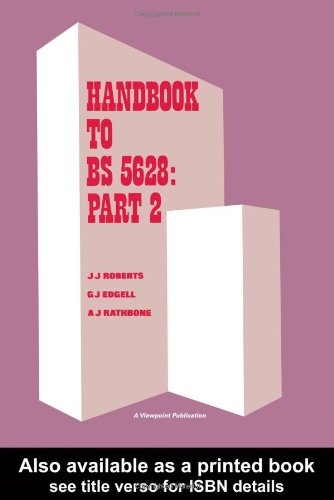 HANDBOOK
TO
BS 5628:
PART 2
J J ROBERTS
G J EDGELL
A J RATHBONE
A Viewpoint Publication
Also available as a printed book
see title verso for ISBN details